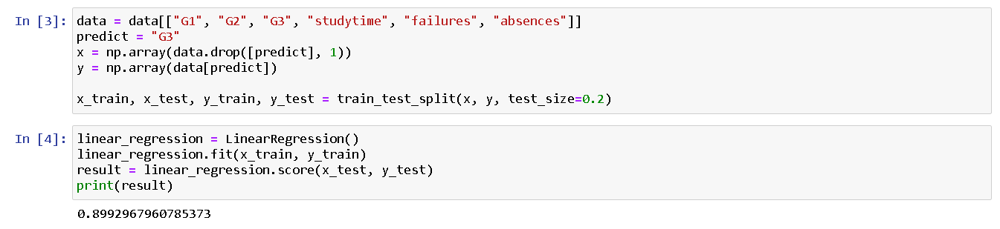 In [3]: data = data[["G1", "G2", "G3", "studytime", "failures", "absences"]]
predict = "G3"
x = np.array(data.drop([predict], 1))
y = np.array(data[predict])
x_train, x_test, y_train, y_test = train_test_split(x, y, test_size=0.2)
In [4]: linear_regression = LinearRegression()
linear_regression.fit(x_train, y_train)
result = linear_regression.score(x_test, y_test)
print(result)
0.8992967960785373